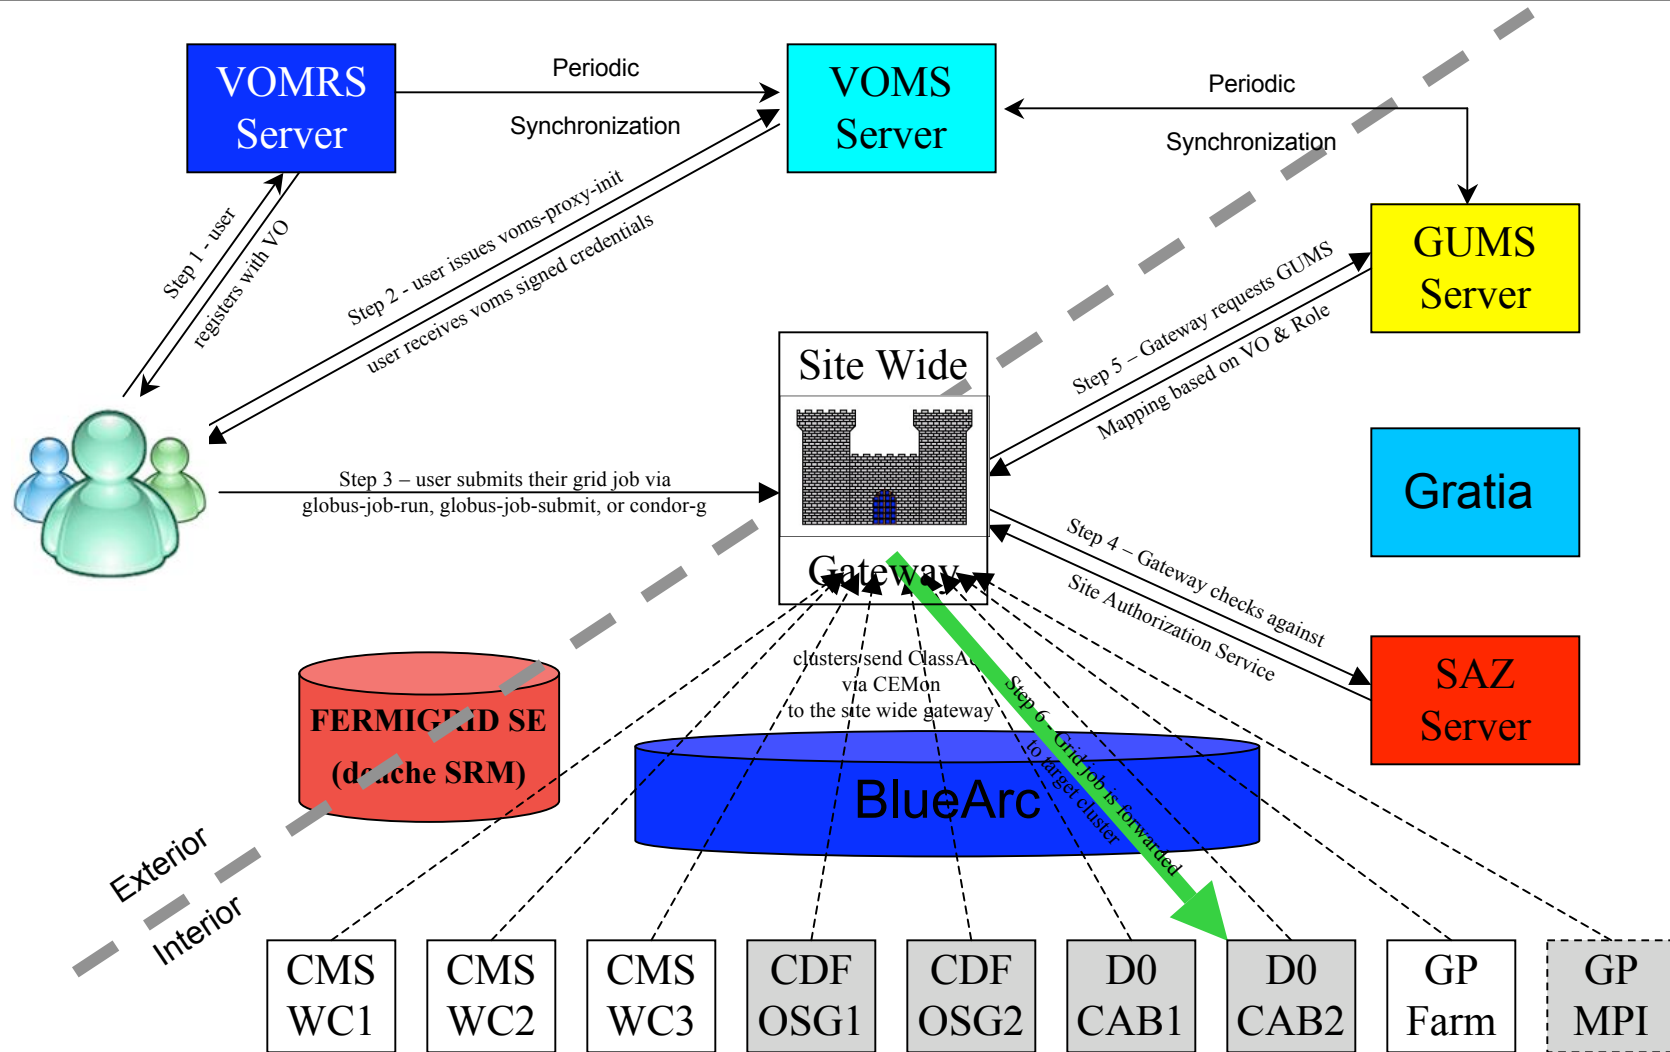 VOMRS
Server
Periodic
Synchronization
VOMS
Server
Periodic
Synchronization
GUMS
Server
Step 1 - user
registers with VO
Step 2 - user issues voms-proxy-init
user receives voms signed credentials
Site Wide
Gateway
Step 5 – Gateway requests GUMS
Mapping based on VO & Role
Step 3 – user submits their grid job via
globus-job-run, globus-job-submit, or condor-g
Gratia
Step 4 – Gateway checks against
Site Authorization Service
SAZ
Server
clusters send ClassAd
via CEMon
to the site wide gateway
Step 6 - Grid job is forwarded
to target cluster
FERMIGRID SE
(dcache SRM)
BlueArc
Exterior
Interior
CMS
WC1
CMS
WC2
CMS
WC3
CDF
OSG1
CDF
OSG2
D0
CAB1
D0
CAB2
GP
Farm
GP
MPI